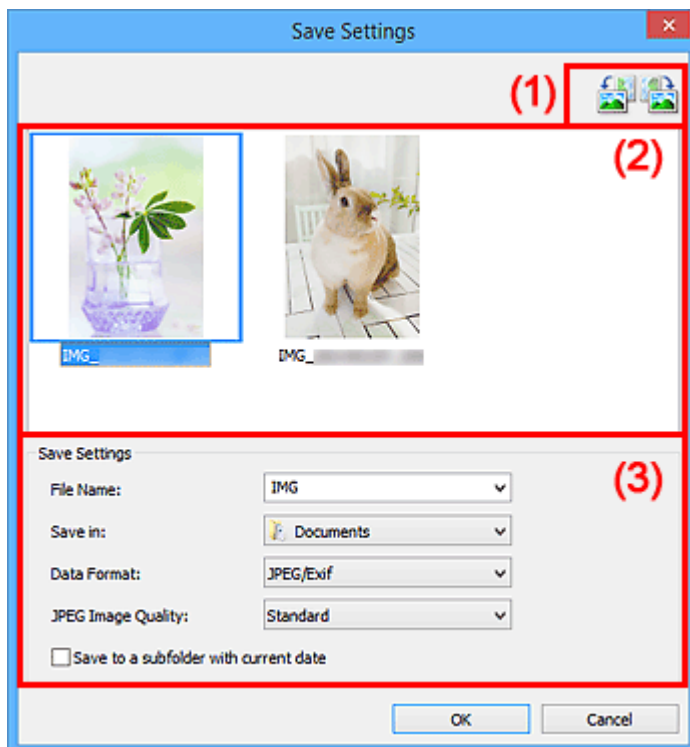 Save Settings
(1)
(2)
IMG_
IMG_
Save Settings
(3)
File Name: IMG
Save in: Documents
Data Format: JPEG/Exif
JPEG Image Quality: Standard
Save to a subfolder with current date
OK Cancel